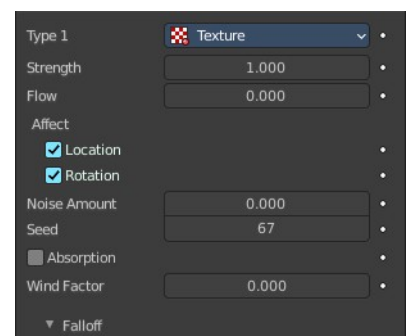 Type 1 Texture
Strength 1.000
Flow 0.000
Affect
Location
Rotation
Noise Amount 0.000
Seed 67
Absorption
Wind Factor 0.000
Falloff